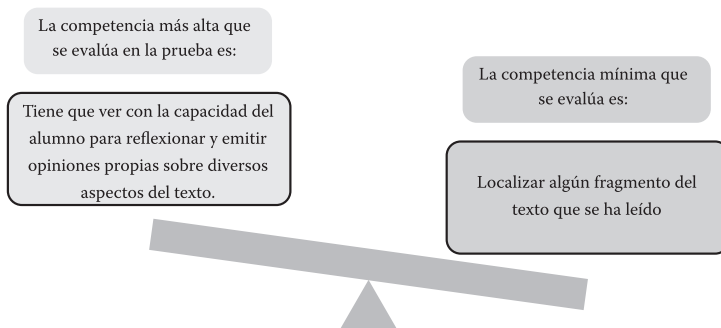 La competencia más alta que
se evalúa en la prueba es:
Tiene que ver con la capacidad del
alumno para reflexionar y emitir
opiniones propias sobre diversos
aspectos del texto.
La competencia mínima que
se evalúa es:
Localizar algún fragmento del
texto que se ha leído